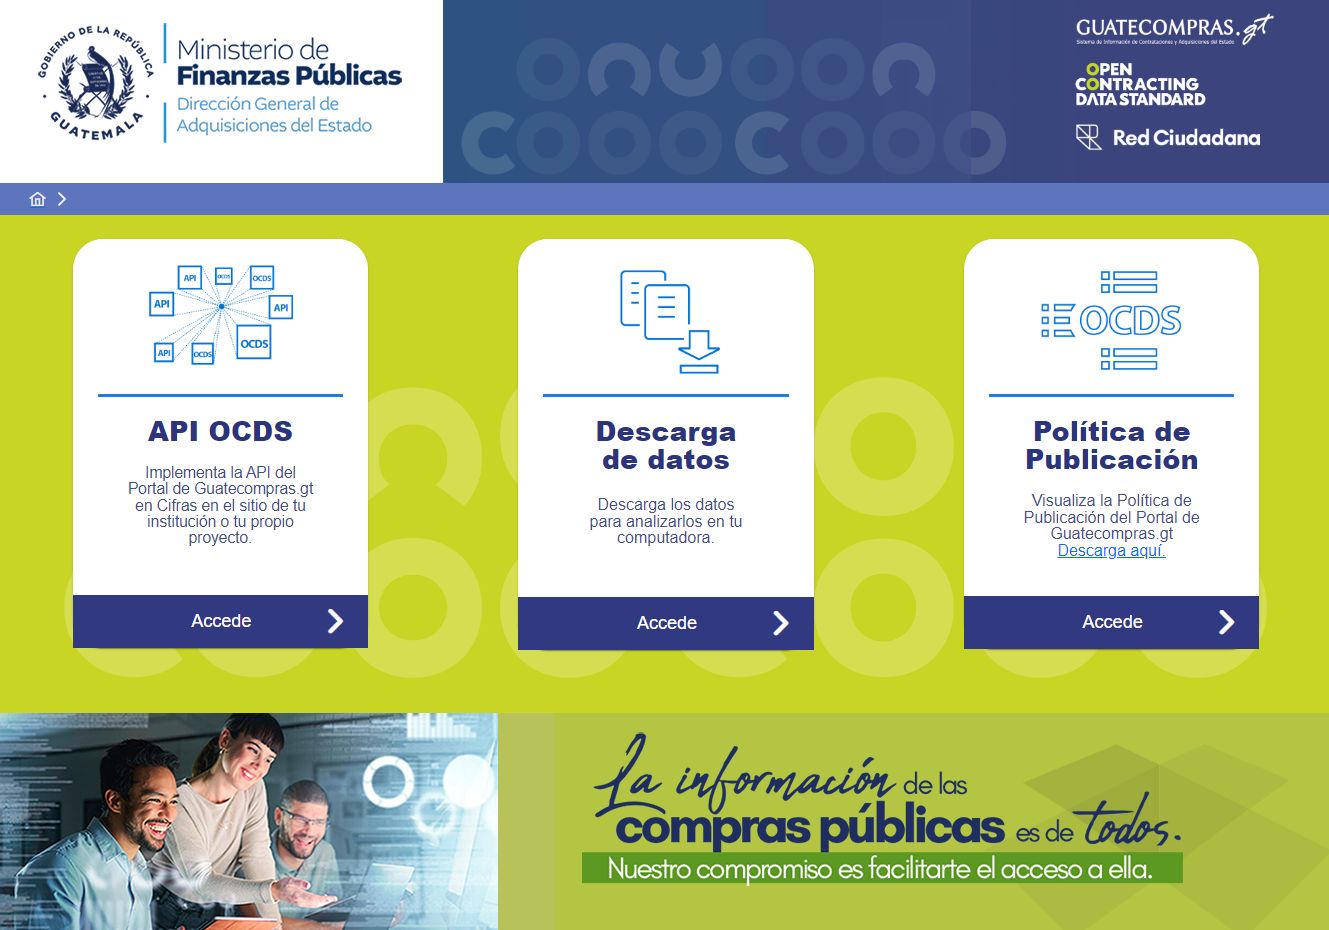 GOBIERNO DE LA REPÚBLICA
GUATEMALA
Ministerio de
Finanzas Públicas
Dirección General de
Adquisiciones del Estado
GUATECOMPRAS.gt
Sistema de Información de Contrataciones y Adquisiciones del Estado
OPEN
CONTRACTING
DATA STANDARD
Red Ciudadana
API
OCDS
OCDS
API
API
API
OCDS
OCDS
API OCDS
Implementa la API del
Portal de Guatecompras.gt
en Cifras en el sitio de tu
institución o tu propio
proyecto.
Accede
Descarga
de datos
Descarga los datos
para analizarlos en tu
computadora.
Accede
OCDS
Política de
Publicación
Visualiza la Política de
Publicación del Portal de
Guatecompras.gt
Descarga aquí.
Accede
La información de las
compras públicas es de todos.
Nuestro compromiso es facilitarte el acceso a ella.